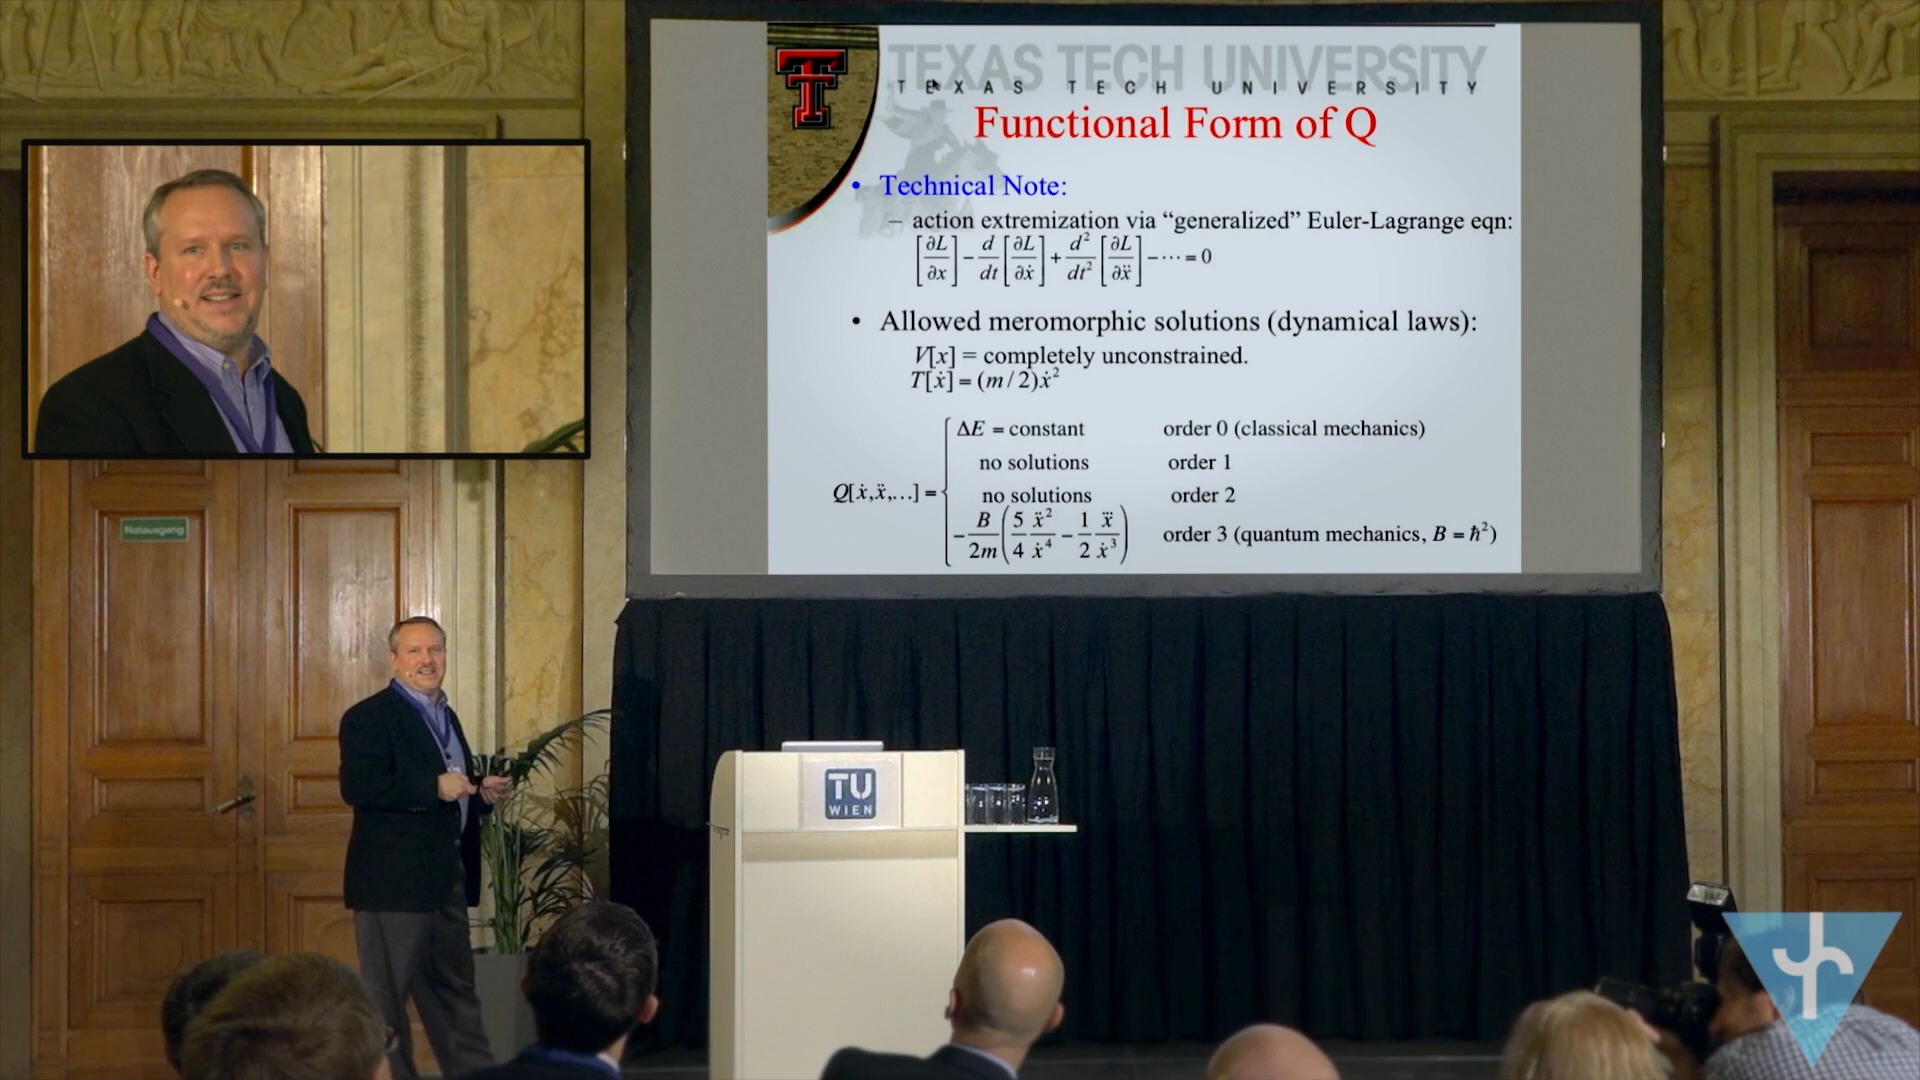 TEXAS TECH UNIVERSITY
TEXAS TECH UNIVERSITY
Functional Form of Q
• Technical Note:
– action extremization via “generalized” Euler-Lagrange eqn:
[∂L/∂x] − d/dt [∂L/∂ẋ] + d²/dt² [∂L/∂ẍ] − ⋯ = 0
• Allowed meromorphic solutions (dynamical laws):
V[x] = completely unconstrained.
T[ẋ] = (m / 2)ẋ²
ΔE = constant order 0 (classical mechanics)
no solutions order 1
Q[ẋ,ẍ,…] = {
no solutions order 2
−B/2m (5/4 ẍ²/ẋ⁴ − 1/2 x⃛/ẋ³) order 3 (quantum mechanics, B = ħ²)
Notausgang
TU
WIEN